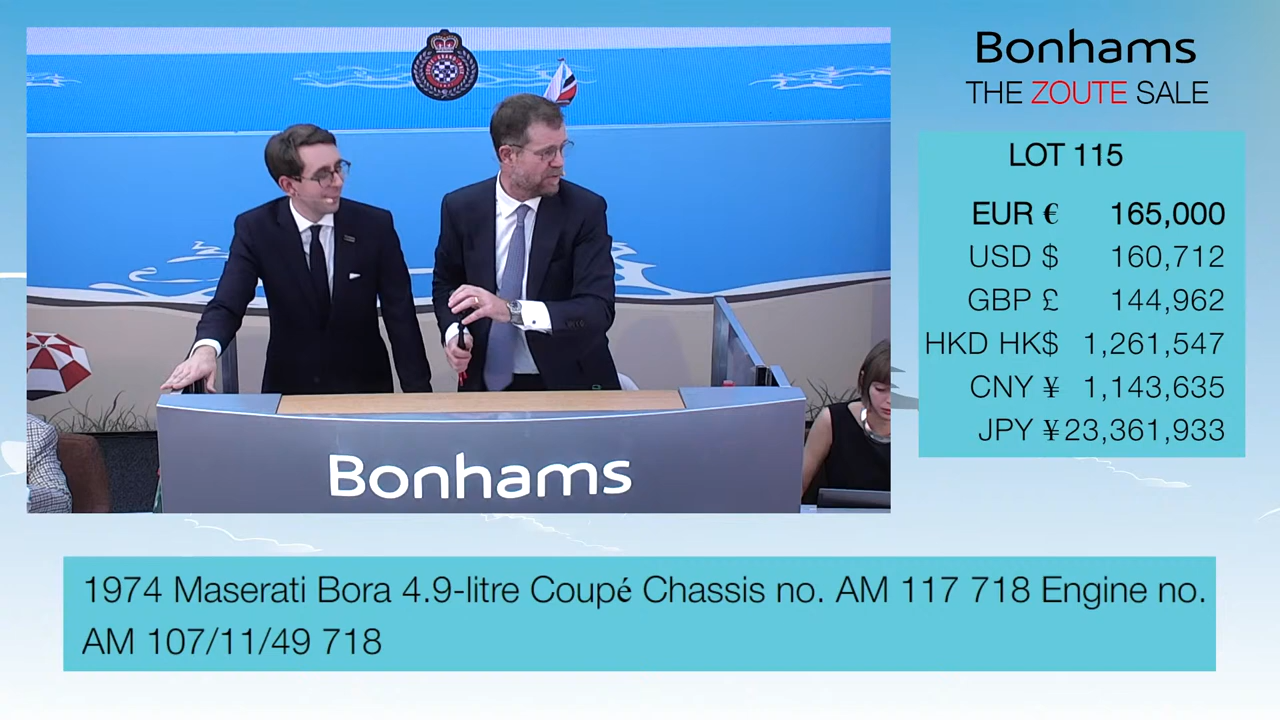 Bonhams
THE ZOUTE SALE
LOT 115
EUR € 165,000
USD $ 160,712
GBP £ 144,962
HKD HK$ 1,261,547
CNY ¥ 1,143,635
JPY ¥ 23,361,933
Bonhams
1974 Maserati Bora 4.9-litre Coupé Chassis no. AM 117 718 Engine no.
AM 107/11/49 718